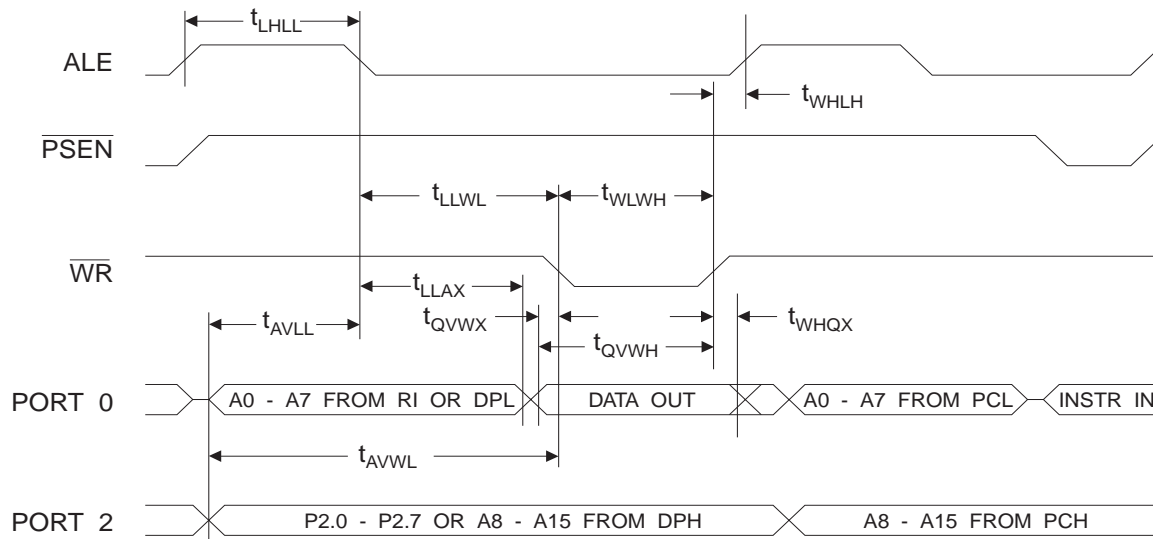 tLHLL
ALE
tWHLH
PSEN
tLLWL
tWLWH
WR
tLLAX
tQVWX
tWHQX
tAVLL
tQVWH
PORT 0
A0 - A7 FROM RI OR DPL
DATA OUT
A0 - A7 FROM PCL
INSTR IN
tAVWL
PORT 2
P2.0 - P2.7 OR A8 - A15 FROM DPH
A8 - A15 FROM PCH